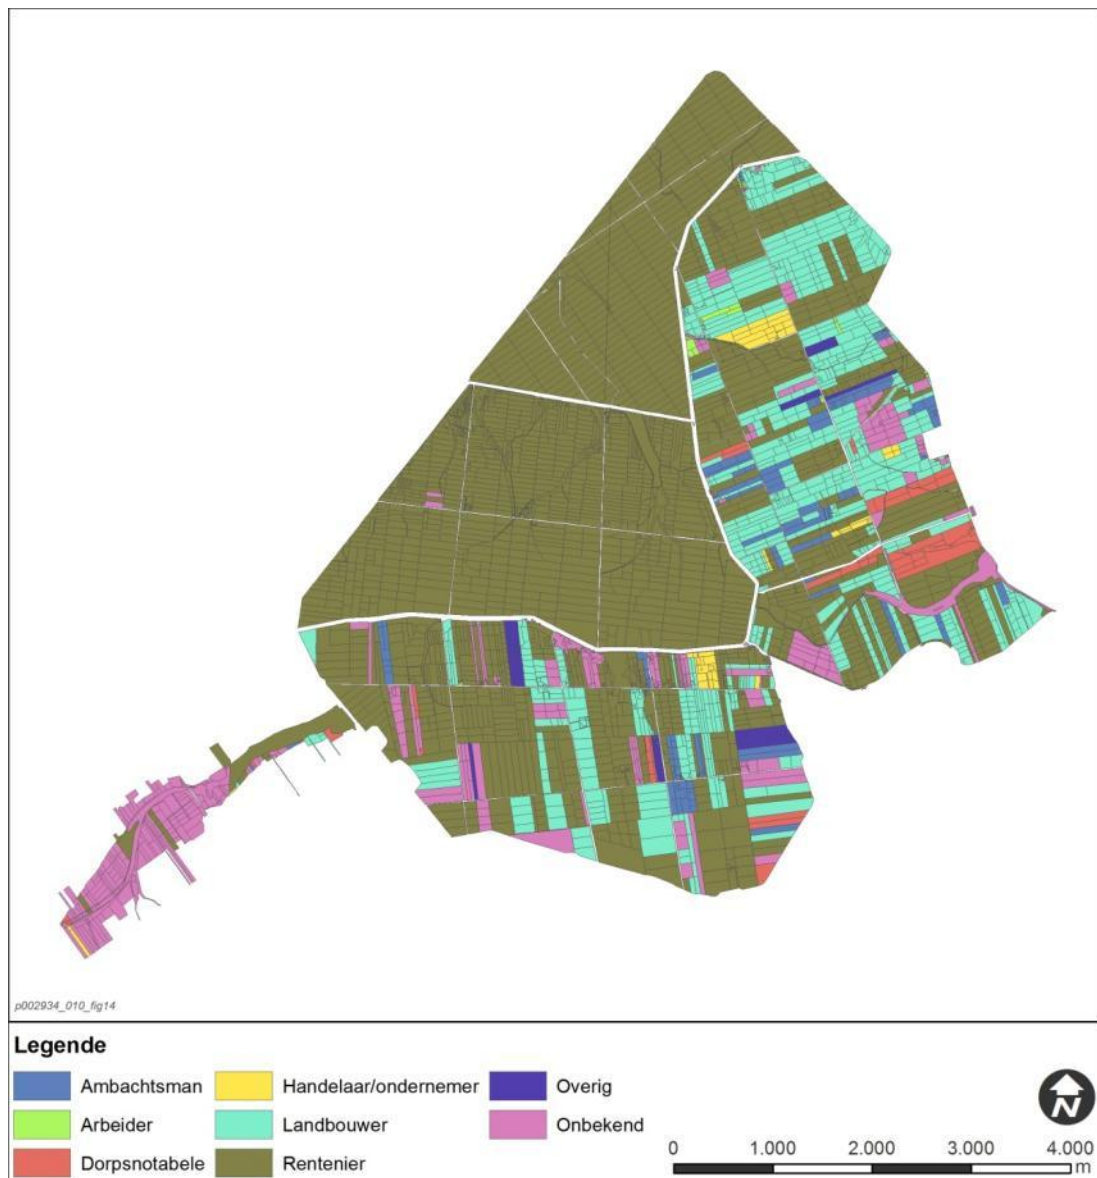 p002934_010_fig14
Legende
Ambachtsman
Handelaar/ondernemer
Overig
Arbeider
Landbouwer
Onbekend
Dorpsnotabele
Rentenier
N
0 1.000 2.000 3.000 4.000
m